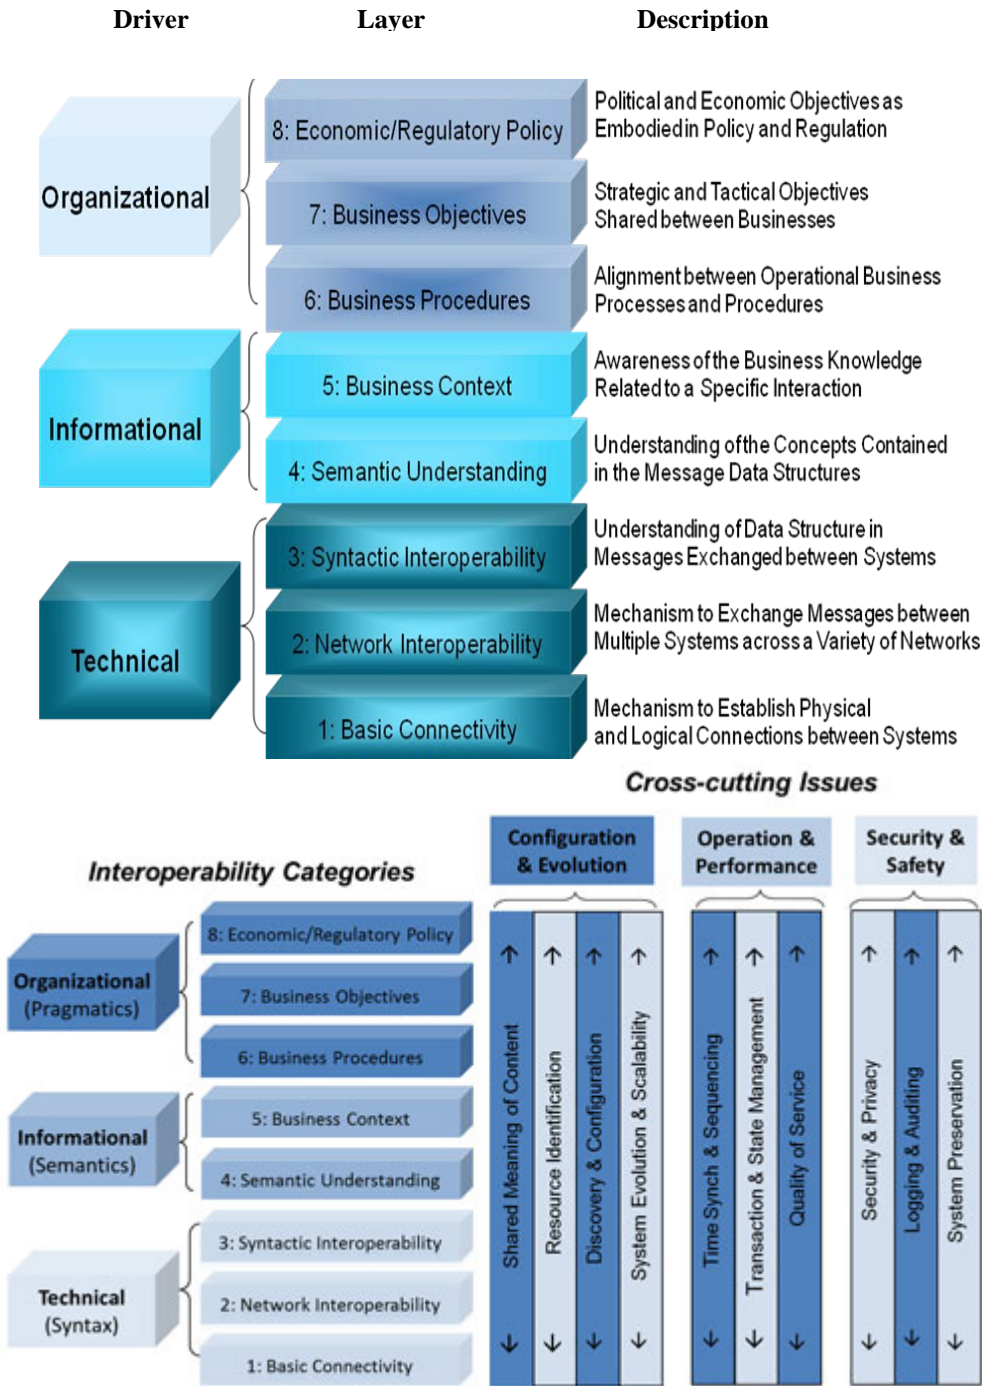 Driver Layer Description
Organizational
8: Economic/Regulatory Policy
Political and Economic Objectives as
Embodied in Policy and Regulation
7: Business Objectives
Strategic and Tactical Objectives
Shared between Businesses
6: Business Procedures
Alignment between Operational Business
Processes and Procedures
Informational
5: Business Context
Awareness of the Business Knowledge
Related to a Specific Interaction
4: Semantic Understanding
Understanding of the Concepts Contained
in the Message Data Structures
Technical
3: Syntactic Interoperability
Understanding of Data Structure in
Messages Exchanged between Systems
2: Network Interoperability
Mechanism to Exchange Messages between
Multiple Systems across a Variety of Networks
1: Basic Connectivity
Mechanism to Establish Physical
and Logical Connections between Systems
Cross-cutting Issues
Interoperability Categories
Configuration
& Evolution
Operation &
Performance
Security &
Safety
Organizational
(Pragmatics)
8: Economic/Regulatory Policy
7: Business Objectives
6: Business Procedures
Informational
(Semantics)
5: Business Context
4: Semantic Understanding
Technical
(Syntax)
3: Syntactic Interoperability
2: Network Interoperability
1: Basic Connectivity
Shared Meaning of Content
Resource Identification
Discovery & Configuration
System Evolution & Scalability
Time Synch & Sequencing
Transaction & State Management
Quality of Service
Security & Privacy
Logging & Auditing
System Preservation